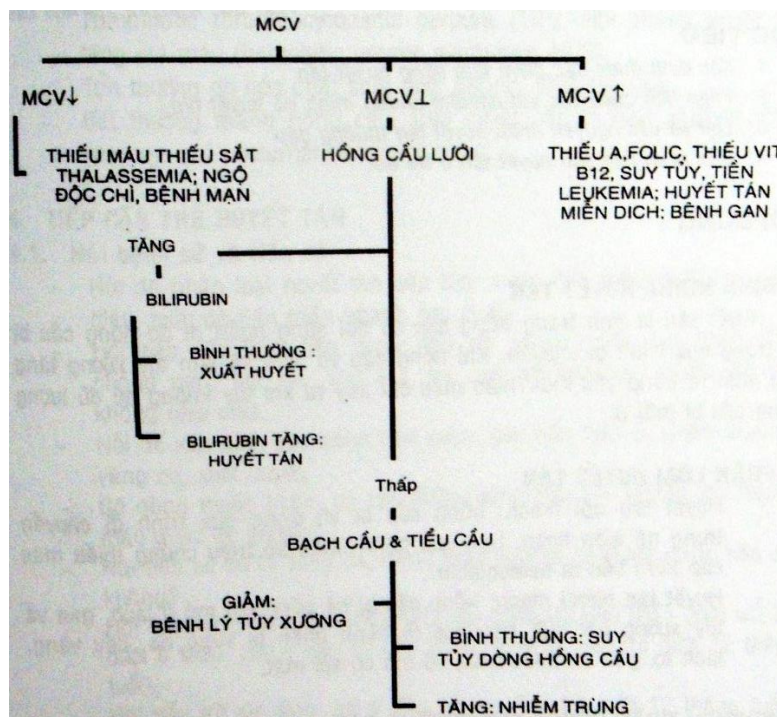 MCV
MCV↓
MCV⊥
MCV ↑
THIẾU MÁU THIẾU SẮT
THALASSEMIA; NGỘ
ĐỘC CHÌ, BỆNH MẠN
HỒNG CẦU LƯỚI
THIẾU A,FOLIC, THIẾU VIT
B12, SUY TỦY, TIỀN
LEUKEMIA; HUYẾT TÁN
MIỄN DICH: BỆNH GAN
TĂNG
BILIRUBIN
BÌNH THƯỜNG :
XUẤT HUYẾT
BILIRUBIN TĂNG:
HUYẾT TÁN
Thấp
BẠCH CẦU & TIỂU CẦU
GIẢM:
BỆNH LÝ TỦY XƯƠNG
BÌNH THƯỜNG: SUY
TỦY DÒNG HỒNG CẦU
TĂNG: NHIỄM TRÙNG